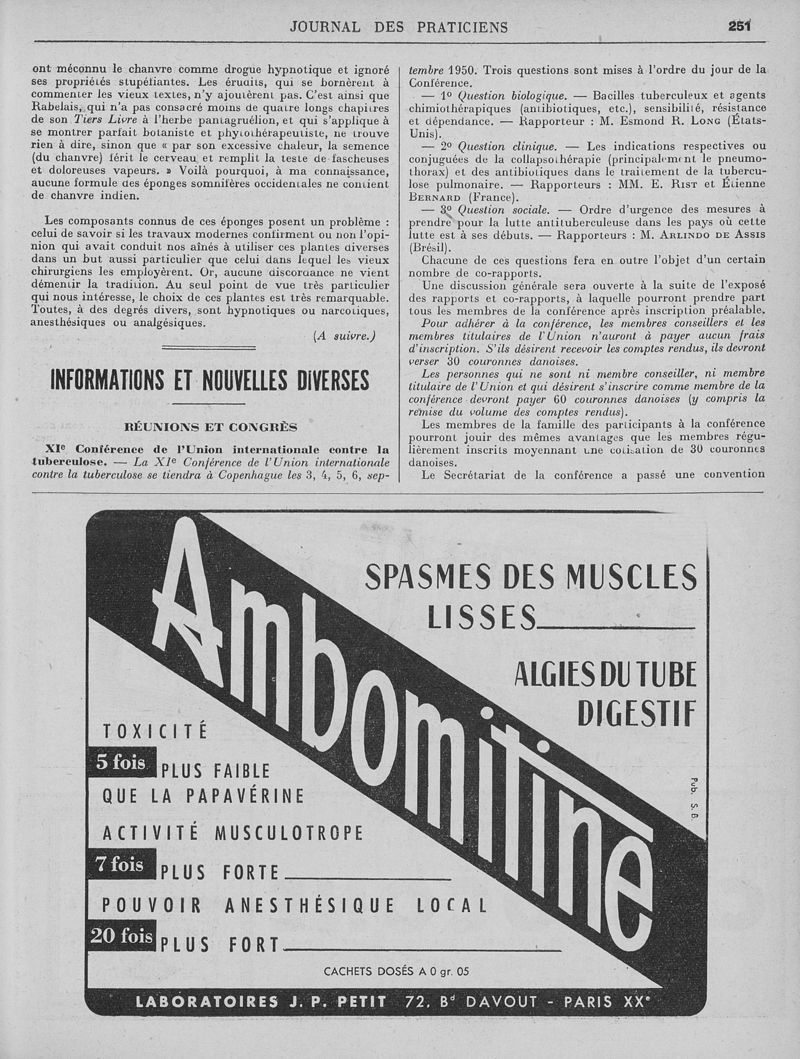 JOURNAL DES PRATICIENS 251
ont méconnu le chanvre comme drogue hypnotique et ignoré
ses propriétés stupéfiantes. Les érudits, qui se bornèrent à
commenter les vieux textes, n'y ajoutèrent pas. C'est ainsi que
Rabelais, qui n'a pas consacré moins de quatre longs chapitres
de son Tiers Livre à l'herbe pantagruélion, et qui s'applique à
se montrer parfait botaniste et phytothérapeutiste, ne trouve
rien à dire, sinon que « par son excessive chaleur, la semence
(du chanvre) férit le cerveau et remplit la teste de fascheuses
et doloreuses vapeurs. » Voilà pourquoi, à ma connaissance,
aucune formule des éponges somnifères occidentales ne contient
de chanvre indien.
Les composants connus de ces éponges posent un problème :
celui de savoir si les travaux modernes confirment ou non l'opi-
nion qui avait conduit nos aînés à utiliser ces plantes diverses
dans un but aussi particulier que celui dans lequel les vieux
chirurgiens les employèrent. Or, aucune discordance ne vient
démentir la tradition. Au seul point de vue très particulier
qui nous intéresse, le choix de ces plantes est très remarquable.
Toutes, à des degrés divers, sont hypnotiques ou narcotiques,
anesthésiques ou analgésiques.
(A suivre.)
INFORMATIONS ET NOUVELLES DIVERSES
RÉUNIONS ET CONGRÈS
XIe Conférence de l'Union internationale contre la
tuberculose. — La XIe Conférence de l'Union internationale
contre la tuberculose se tiendra à Copenhague les 3, 4, 5, 6, sep-
tembre 1950. Trois questions sont mises à l'ordre du jour de la
Conférence.
— 1º Question biologique. — Bacilles tuberculeux et agents
chimiothérapiques (antibiotiques, etc.), sensibilité, résistance
et dépendance. — Rapporteur : M. Esmond R. LONG (États-
Unis).
— 2º Question clinique. — Les indications respectives ou
conjuguées de la collapsothérapie (principalement le pneumo-
thorax) et des antibiotiques dans le traitement de la tubercu-
lose pulmonaire. — Rapporteurs : MM. E. RIST et Étienne
BERNARD (France).
— 3º Question sociale. — Ordre d'urgence des mesures à
prendre pour la lutte antituberculeuse dans les pays où cette
lutte est à ses débuts. — Rapporteurs : M. ARLINDO DE ASSIS
(Brésil).
Chacune de ces questions fera en outre l'objet d'un certain
nombre de co-rapports.
Une discussion générale sera ouverte à la suite de l'exposé
des rapports et co-rapports, à laquelle pourront prendre part
tous les membres de la conférence après inscription préalable.
Pour adhérer à la conférence, les membres conseillers et les
membres titulaires de l'Union n'auront à payer aucun frais
d'inscription. S'ils désirent recevoir les comptes rendus, ils devront
verser 30 couronnes danoises.
Les personnes qui ne sont ni membre conseiller, ni membre
titulaire de l'Union et qui désirent s'inscrire comme membre de la
conférence devront payer 60 couronnes danoises (y compris la
remise du volume des comptes rendus).
Les membres de la famille des participants à la conférence
pourront jouir des mêmes avantages que les membres régu-
lièrement inscrits moyennant une cotisation de 30 couronnes
danoises.
Le Secrétariat de la conférence a passé une convention
Ambomitine
SPASMES DES MUSCLES
LISSES
ALGIES DU TUBE
DIGESTIF
TOXICITÉ
5 fois PLUS FAIBLE
QUE LA PAPAVÉRINE
ACTIVITÉ MUSCULOTROPE
7 fois PLUS FORTE
POUVOIR ANESTHÉSIQUE LOCAL
20 fois PLUS FORT
Pub. S. B.
CACHETS DOSÉS A 0 gr. 05
LABORATOIRES J. P. PETIT 72, Bd DAVOUT - PARIS XXe